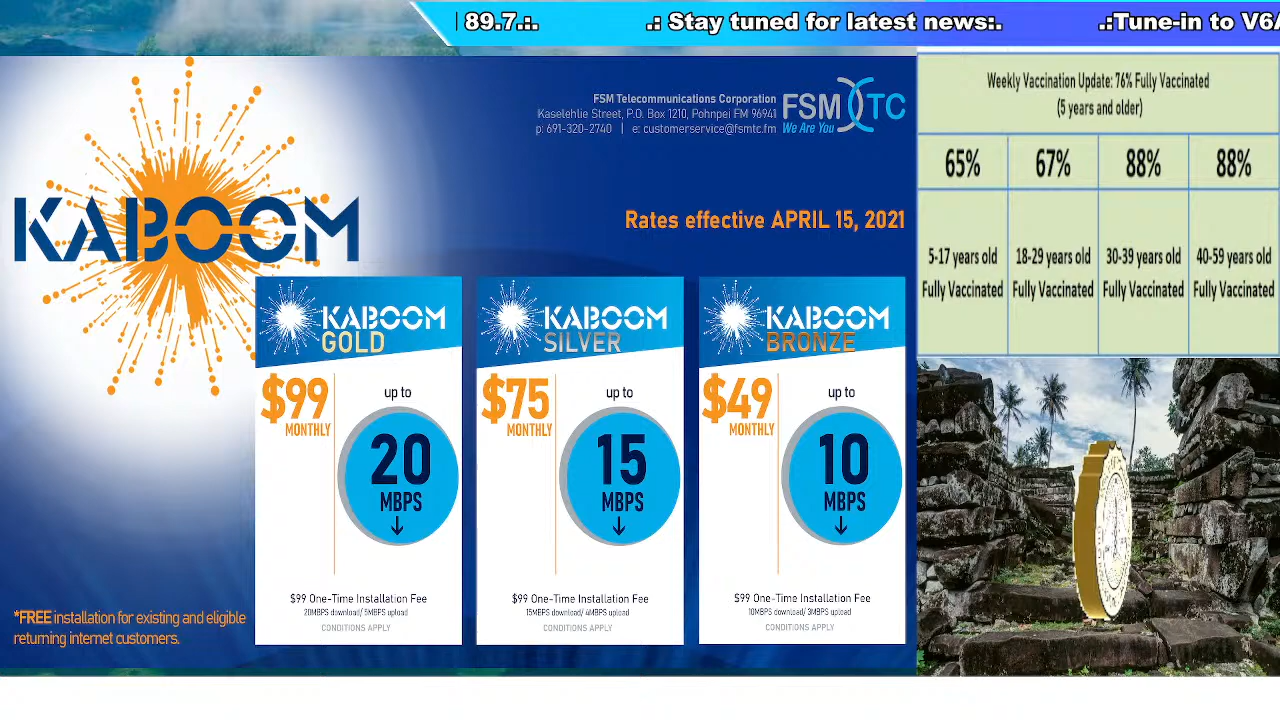 | 89.7.:.
.: Stay tuned for latest news:.
.:Tune-in to V6A
FSM Telecommunications Corporation
Kaselehlie Street, P.O. Box 1210, Pohnpei FM 96941
p: 691-320-2740 | e: customerservice@fsmtc.fm
FSM TC
We Are You
KABOOM
Rates effective APRIL 15, 2021
KABOOM
GOLD
$99
MONTHLY
up to
20
MBPS
$99 One-Time Installation Fee
20MBPS download/ 5MBPS upload
CONDITIONS APPLY
KABOOM
SILVER
$75
MONTHLY
up to
15
MBPS
$99 One-Time Installation Fee
15MBPS download/ 4MBPS upload
CONDITIONS APPLY
KABOOM
BRONZE
$49
MONTHLY
up to
10
MBPS
$99 One-Time Installation Fee
10MBPS download/ 3MBPS upload
CONDITIONS APPLY
*FREE installation for existing and eligible
returning internet customers.
Weekly Vaccination Update: 76% Fully Vaccinated
(5 years and older)
65% 67% 88% 88%
5-17 years old 18-29 years old 30-39 years old 40-59 years old
Fully Vaccinated Fully Vaccinated Fully Vaccinated Fully Vaccinated